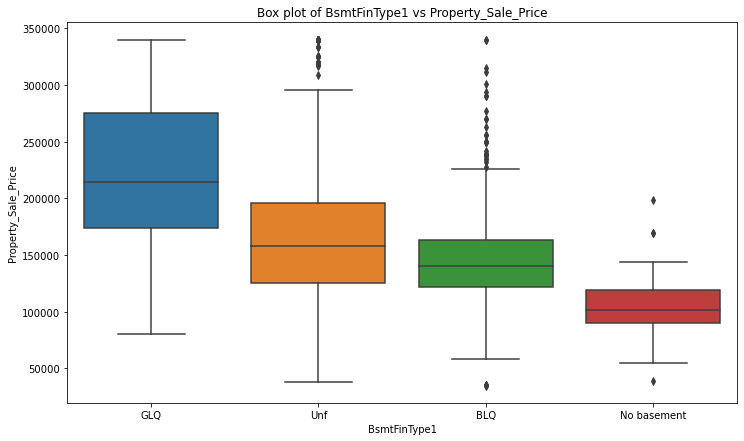 Box plot of BsmtFinType1 vs Property_Sale_Price
350000
300000
250000
200000
150000
100000
50000
Property_Sale_Price
GLQ Unf BLQ No basement
BsmtFinType1